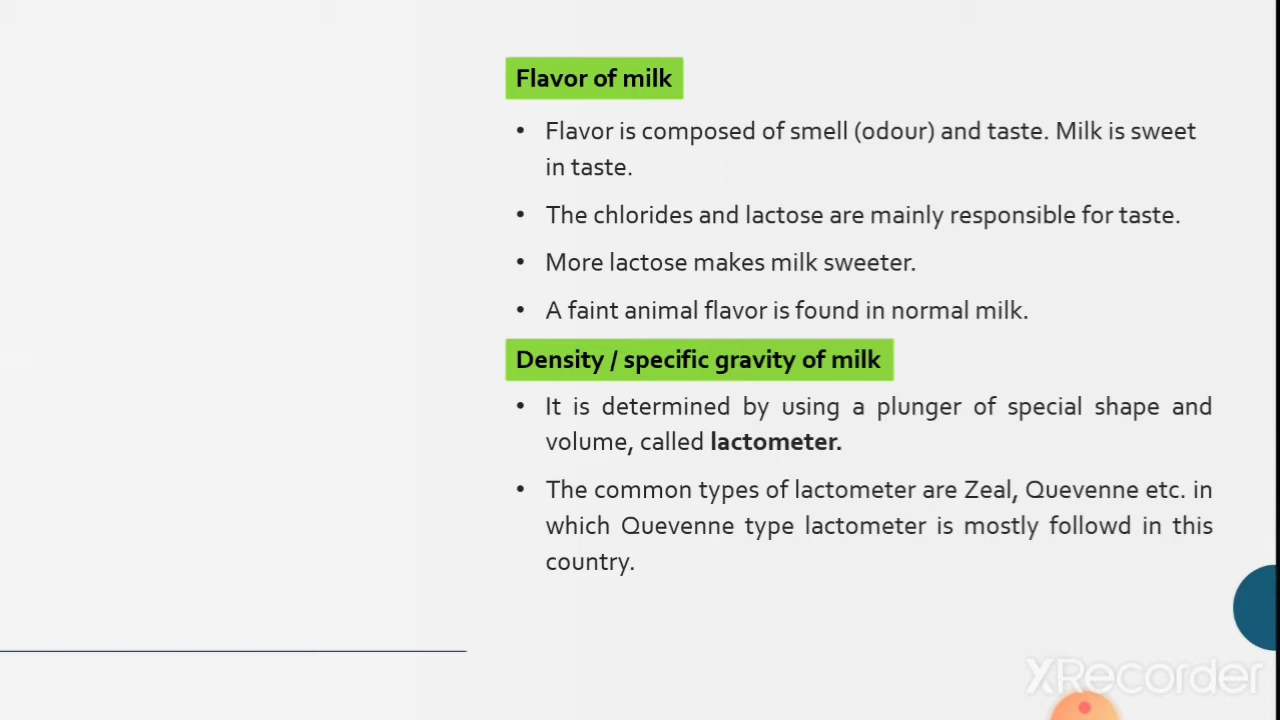 Flavor of milk
• Flavor is composed of smell (odour) and taste. Milk is sweet
in taste.
• The chlorides and lactose are mainly responsible for taste.
• More lactose makes milk sweeter.
• A faint animal flavor is found in normal milk.
Density / specific gravity of milk
• It is determined by using a plunger of special shape and
volume, called lactometer.
• The common types of lactometer are Zeal, Quevenne etc. in
which Quevenne type lactometer is mostly followd in this
country.
XRecorder